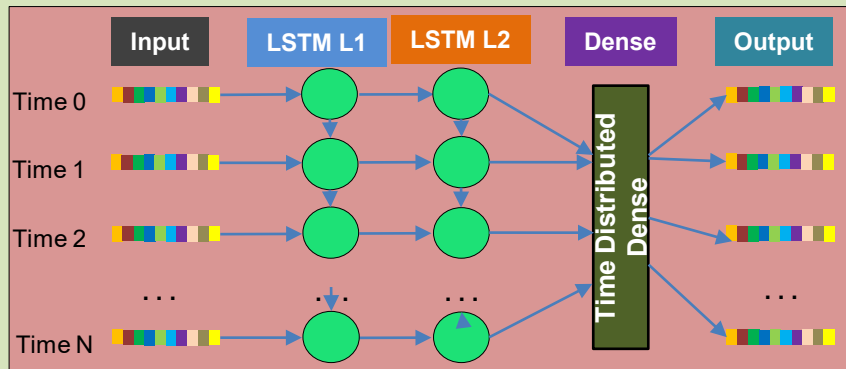 Input LSTM L1 LSTM L2 Dense Output
Time 0
Time 1
Time 2
Time Distributed
Dense
. . . . . . . . . . . .
Time N